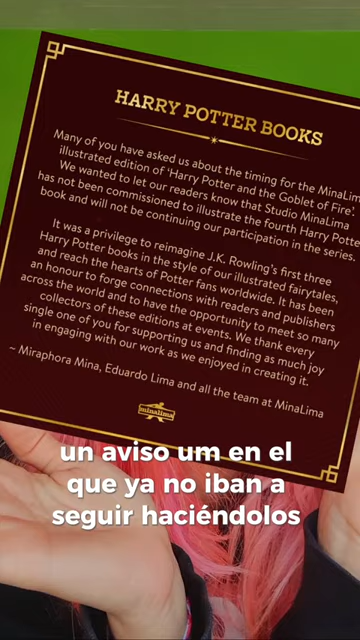 HARRY POTTER BOOKS
Many of you have asked us about the timing for the MinaLima
illustrated edition of 'Harry Potter and the Goblet of Fire.'
We wanted to let our readers know that Studio MinaLima
has not been commissioned to illustrate the fourth Harry Potter
book and will not be continuing our participation in the series.
It was a privilege to reimagine J.K. Rowling's first three
Harry Potter books in the style of our illustrated fairytales,
and reach the hearts of Potter fans worldwide. It has been
an honour to forge connections with readers and publishers
across the world and to have the opportunity to meet so many
collectors of these editions at events. We thank every
single one of you for supporting us and finding as much joy
in engaging with our work as we enjoyed in creating it.
~ Miraphora Mina, Eduardo Lima and all the team at MinaLima
minalima
un aviso um en el
que ya no iban a
seguir haciéndolos